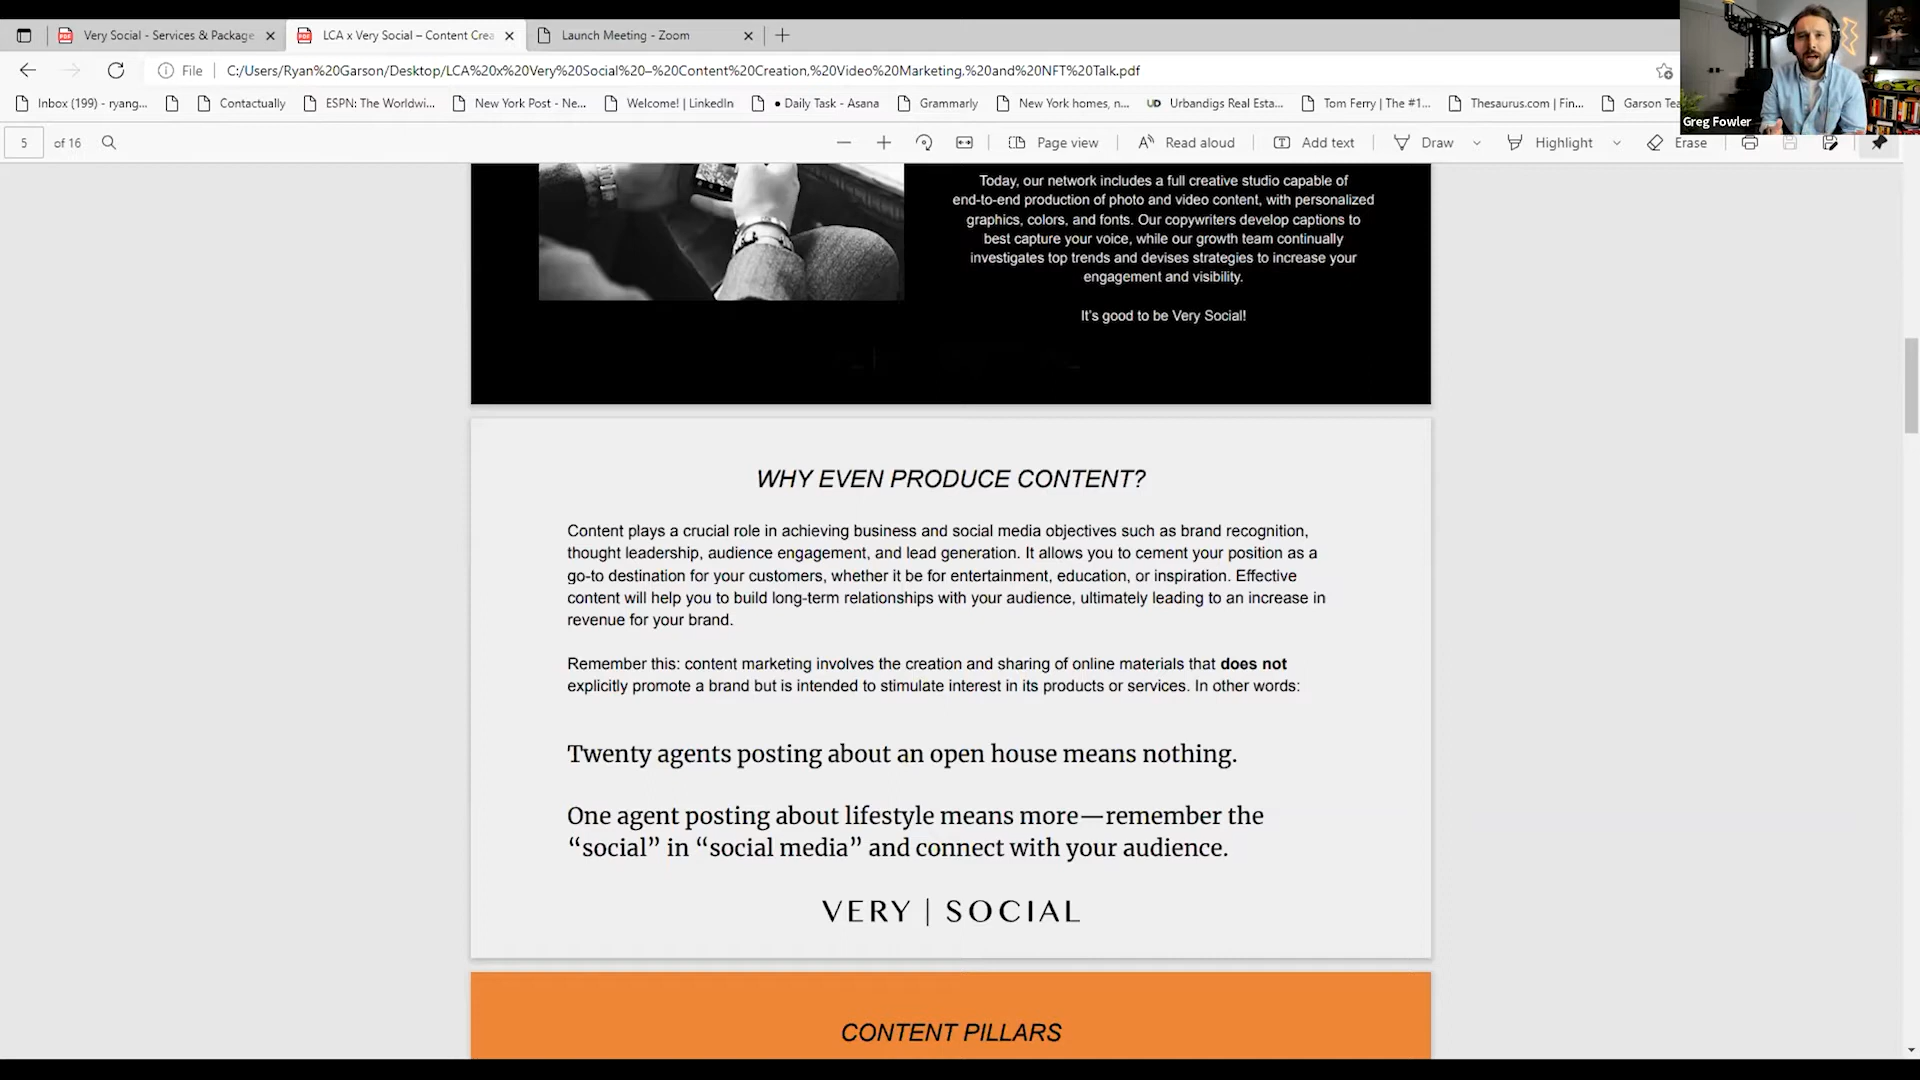 Very Social - Services & Package
LCA x Very Social – Content Crea
Launch Meeting - Zoom
File
C:/Users/Ryan%20Garson/Desktop/LCA%20x%20Very%20Social%20–%20Content%20Creation,%20Video%20Marketing,%20and%20NFT%20Talk.pdf
Inbox (199) - ryang...
Contactually
ESPN: The Worldwi...
New York Post - Ne...
Welcome! | LinkedIn
• Daily Task - Asana
Grammarly
New York homes, n...
UD Urbandigs Real Esta...
Tom Ferry | The #1...
Thesaurus.com | Fin...
Garson Tea
Greg Fowler
5 of 16
Page view
Read aloud
Add text
Draw
Highlight
Erase
Today, our network includes a full creative studio capable of
end-to-end production of photo and video content, with personalized
graphics, colors, and fonts. Our copywriters develop captions to
best capture your voice, while our growth team continually
investigates top trends and devises strategies to increase your
engagement and visibility.
It's good to be Very Social!
WHY EVEN PRODUCE CONTENT?
Content plays a crucial role in achieving business and social media objectives such as brand recognition,
thought leadership, audience engagement, and lead generation. It allows you to cement your position as a
go-to destination for your customers, whether it be for entertainment, education, or inspiration. Effective
content will help you to build long-term relationships with your audience, ultimately leading to an increase in
revenue for your brand.
Remember this: content marketing involves the creation and sharing of online materials that does not
explicitly promote a brand but is intended to stimulate interest in its products or services. In other words:
Twenty agents posting about an open house means nothing.
One agent posting about lifestyle means more—remember the
“social” in “social media” and connect with your audience.
VERY | SOCIAL
CONTENT PILLARS